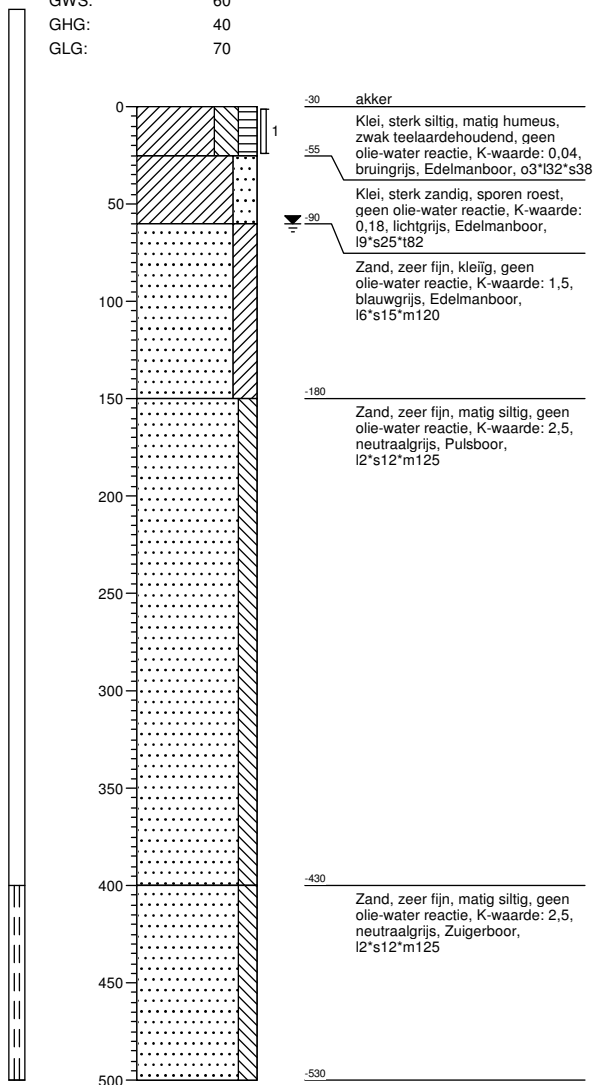 GWS: 60
GHG: 40
GLG: 70
0
50
100
150
200
250
300
350
400
450
500
1
-30 akker
Klei, sterk siltig, matig humeus,
zwak teelaardehoudend, geen
olie-water reactie, K-waarde: 0,04,
bruingrijs, Edelmanboor, o3*l32*s38
-55
Klei, sterk zandig, sporen roest,
geen olie-water reactie, K-waarde:
0,18, lichtgrijs, Edelmanboor,
l9*s25*t82
-90
Zand, zeer fijn, kleiïg, geen
olie-water reactie, K-waarde: 1,5,
blauwgrijs, Edelmanboor,
l6*s15*m120
-180
Zand, zeer fijn, matig siltig, geen
olie-water reactie, K-waarde: 2,5,
neutraalgrijs, Pulsboor,
l2*s12*m125
-430
Zand, zeer fijn, matig siltig, geen
olie-water reactie, K-waarde: 2,5,
neutraalgrijs, Zuigerboor,
l2*s12*m125
-530